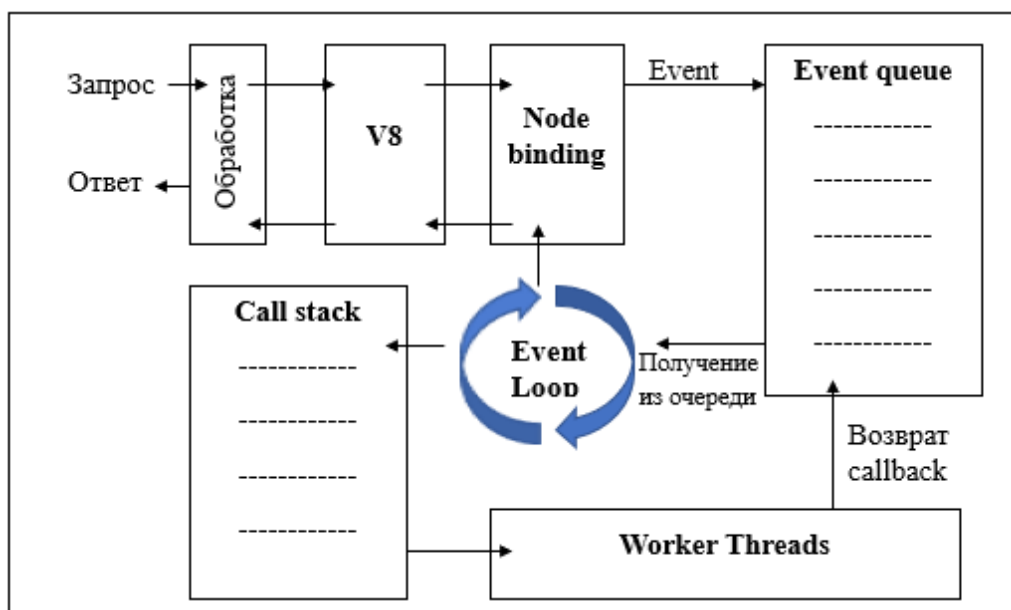 Запрос
Ответ
Обработка
V8
Node
binding
Event
Event queue
Call stack
Event
Loop
Получение
из очереди
Возврат
callback
Worker Threads